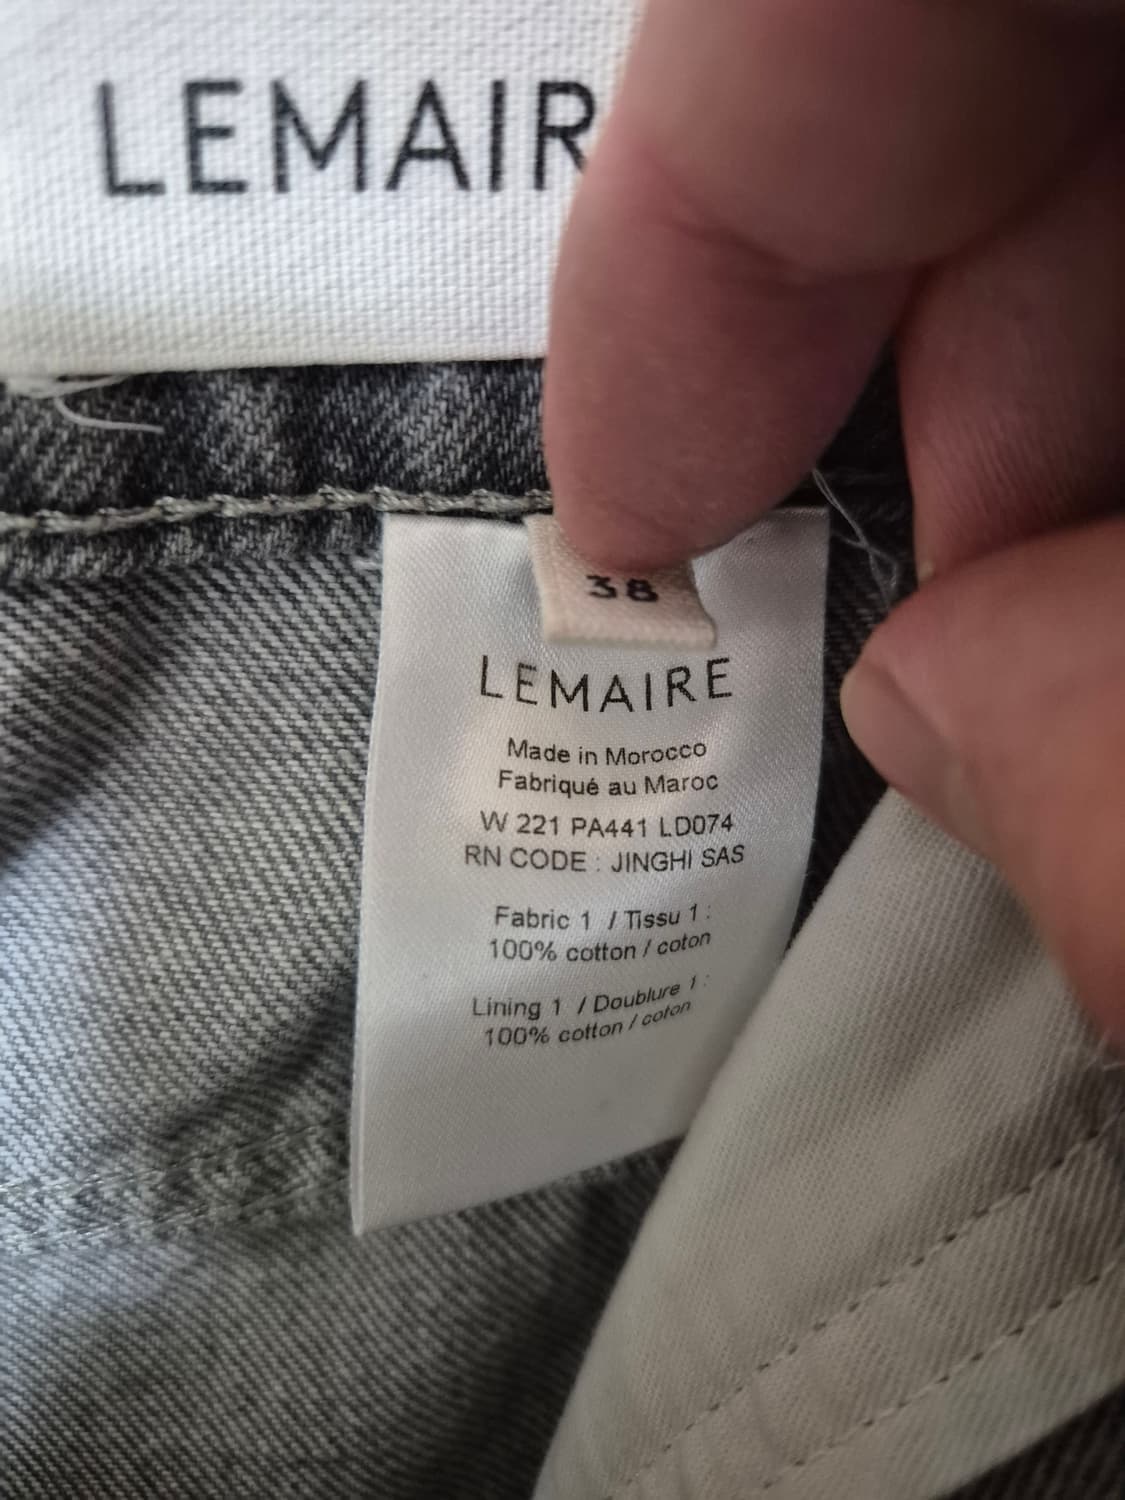 LEMAIR
38
LEMAIRE
Made in Morocco
Fabriqué au Maroc
W 221 PA441 LD074
RN CODE : JINGHI SAS
Fabric 1 / Tissu 1 :
100% cotton / coton
Lining 1 / Doublure 1 :
100% cotton / coton